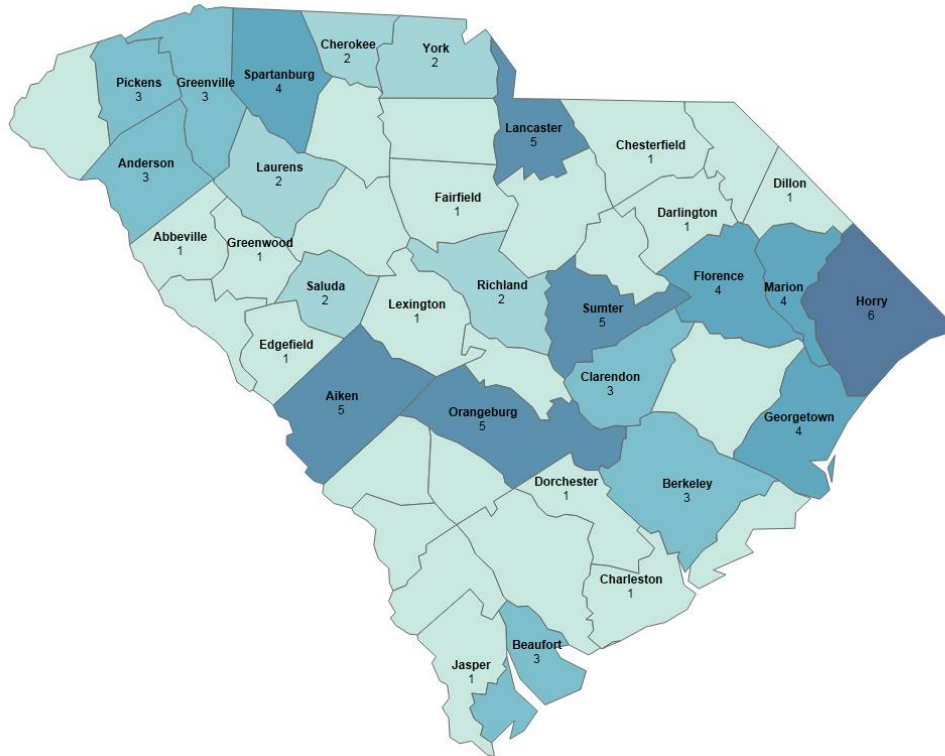 Cherokee
2
York
2
Pickens
3
Greenville
3
Spartanburg
4
Lancaster
5
Chesterfield
1
Anderson
3
Laurens
2
Dillon
1
Fairfield
1
Darlington
1
Abbeville
1
Greenwood
1
Saluda
2
Lexington
1
Richland
2
Sumter
5
Florence
4
Marion
4
Horry
6
Edgefield
1
Clarendon
3
Aiken
5
Orangeburg
5
Georgetown
4
Dorchester
1
Berkeley
3
Charleston
1
Beaufort
3
Jasper
1